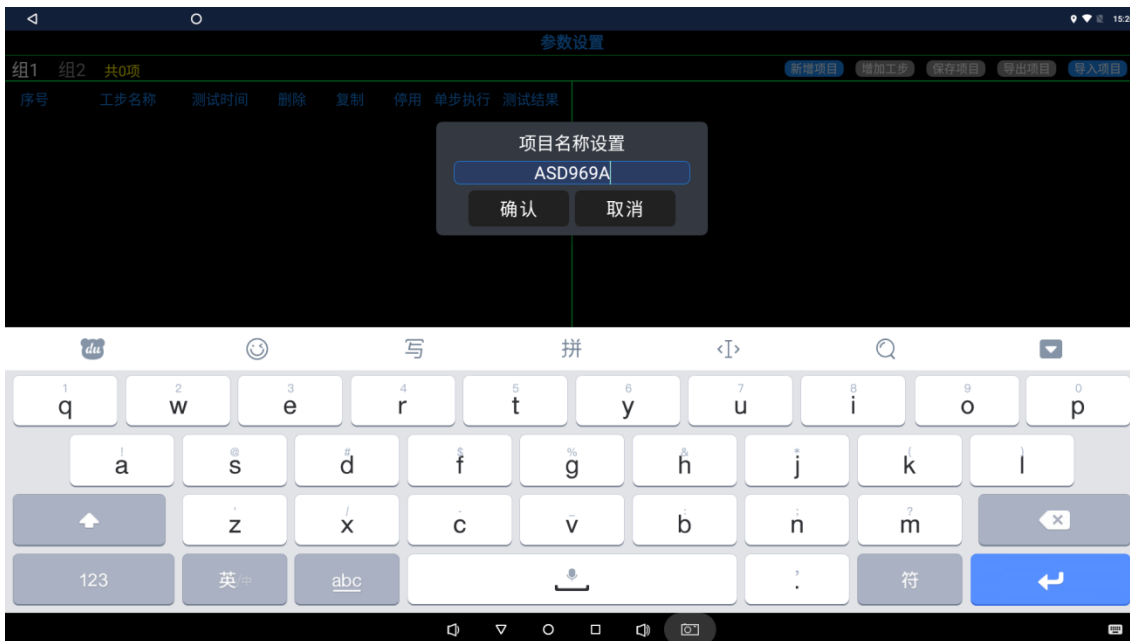 15:2
参数设置
组1 组2 共0项 新增项目 增加工步 保存项目 导出项目 导入项目
序号 工步名称 测试时间 删除 复制 停用 单步执行 测试结果
项目名称设置
ASD969A
确认 取消
du 写 拼
1 2 3 4 5 6 7 8 9 0
q w e r t y u i o p
! @ # $ % & * ( )
a s d f g h j k l
' / - _ : ; ?
z x c v b n m
123 英/中 abc , . 符